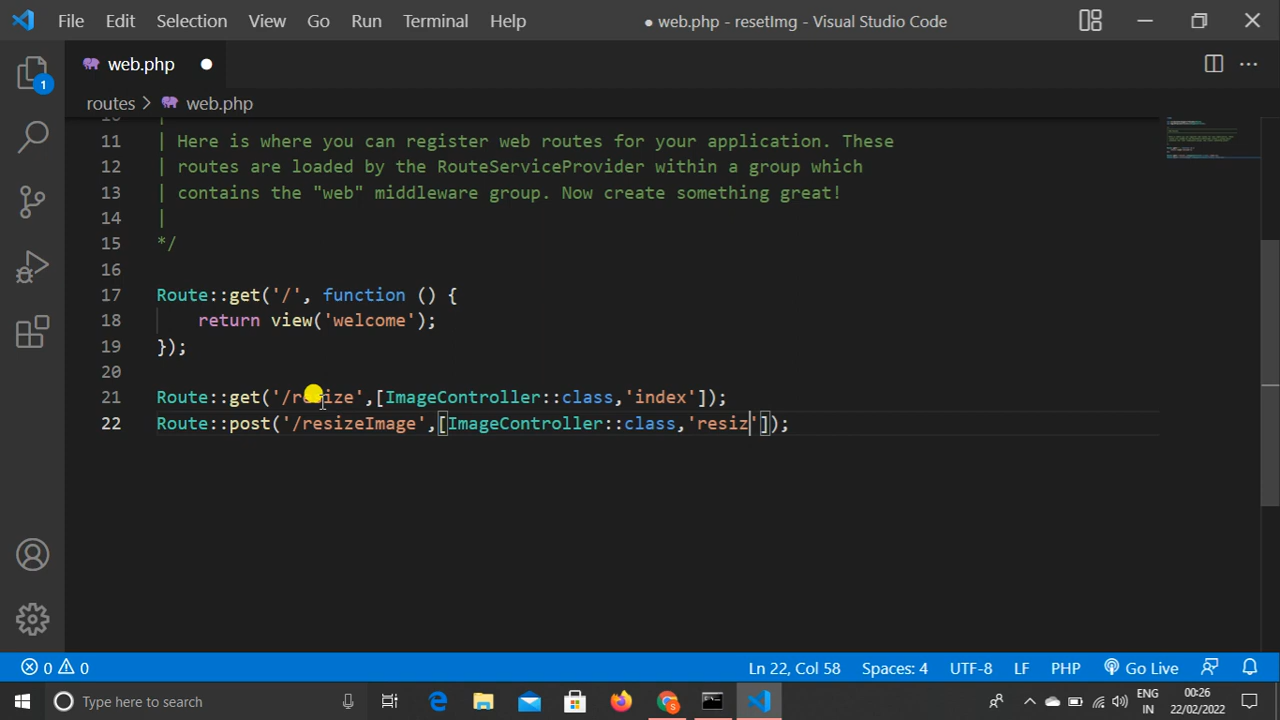 File Edit Selection View Go Run Terminal Help ● web.php - resetImg - Visual Studio Code
web.php ●
routes > web.php
11 | Here is where you can register web routes for your application. These
12 | routes are loaded by the RouteServiceProvider within a group which
13 | contains the "web" middleware group. Now create something great!
14 |
15 */
16
17 Route::get('/', function () {
18 return view('welcome');
19 });
20
21 Route::get('/resize',[ImageController::class,'index']);
22 Route::post('/resizeImage',[ImageController::class,'resiz']);
1
0 0 Ln 22, Col 58 Spaces: 4 UTF-8 LF PHP Go Live
Type here to search ENG IN 00:26 22/02/2022